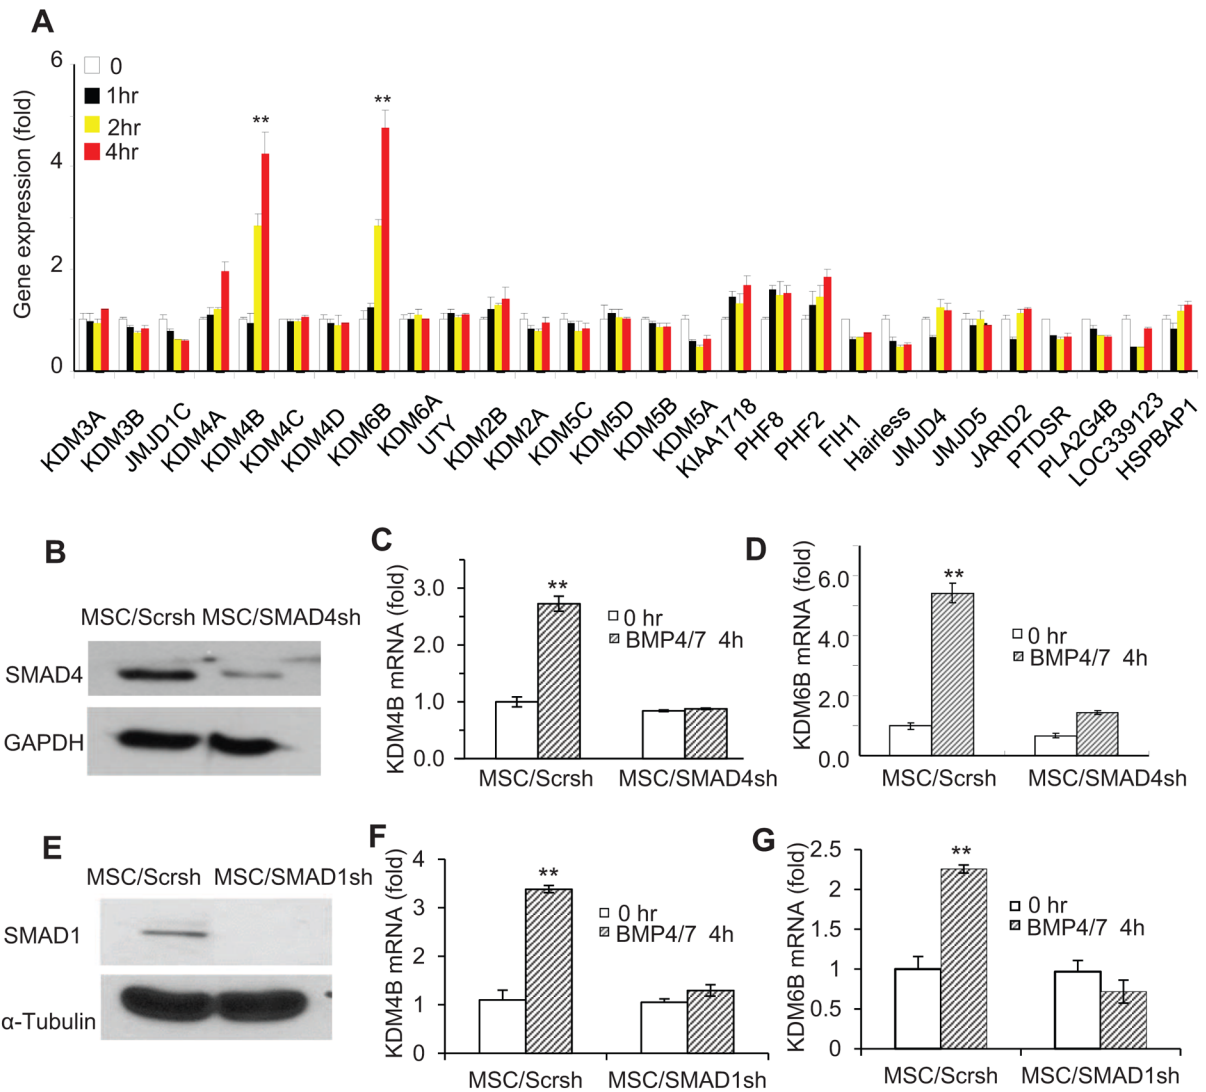 A
Gene expression (fold)
6
4
2
0
0
1hr
2hr
4hr
**
**
KDM3A
KDM3B
JMJD1C
KDM4A
KDM4B
KDM4C
KDM4D
KDM6B
KDM6A
UTY
KDM2B
KDM2A
KDM5C
KDM5D
KDM5B
KDM5A
KIAA1718
PHF8
PHF2
FIH1
Hairless
JMJD4
JMJD5
JARID2
PTDSR
PLA2G4B
LOC339123
HSPBAP1
B
MSC/Scrsh MSC/SMAD4sh
SMAD4
GAPDH
C
KDM4B mRNA (fold)
3.0
2.0
1.0
0.0
**
0 hr
BMP4/7 4h
MSC/Scrsh MSC/SMAD4sh
D
KDM6B mRNA (fold)
6.0
4.0
2.0
0.0
**
0 hr
BMP4/7 4h
MSC/Scrsh MSC/SMAD4sh
E
MSC/Scrsh MSC/SMAD1sh
SMAD1
α-Tubulin
F
KDM4B mRNA (fold)
4
3
2
1
0
**
0 hr
BMP4/7 4h
MSC/Scrsh MSC/SMAD1sh
G
KDM6B mRNA (fold)
2.5
2
1.5
1
0.5
0
**
0 hr
BMP4/7 4h
MSC/Scrsh MSC/SMAD1sh